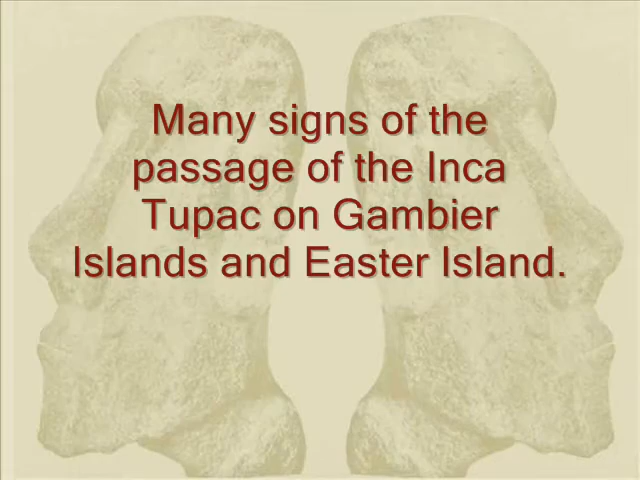 Many signs of the
passage of the Inca
Tupac on Gambier
Islands and Easter Island.